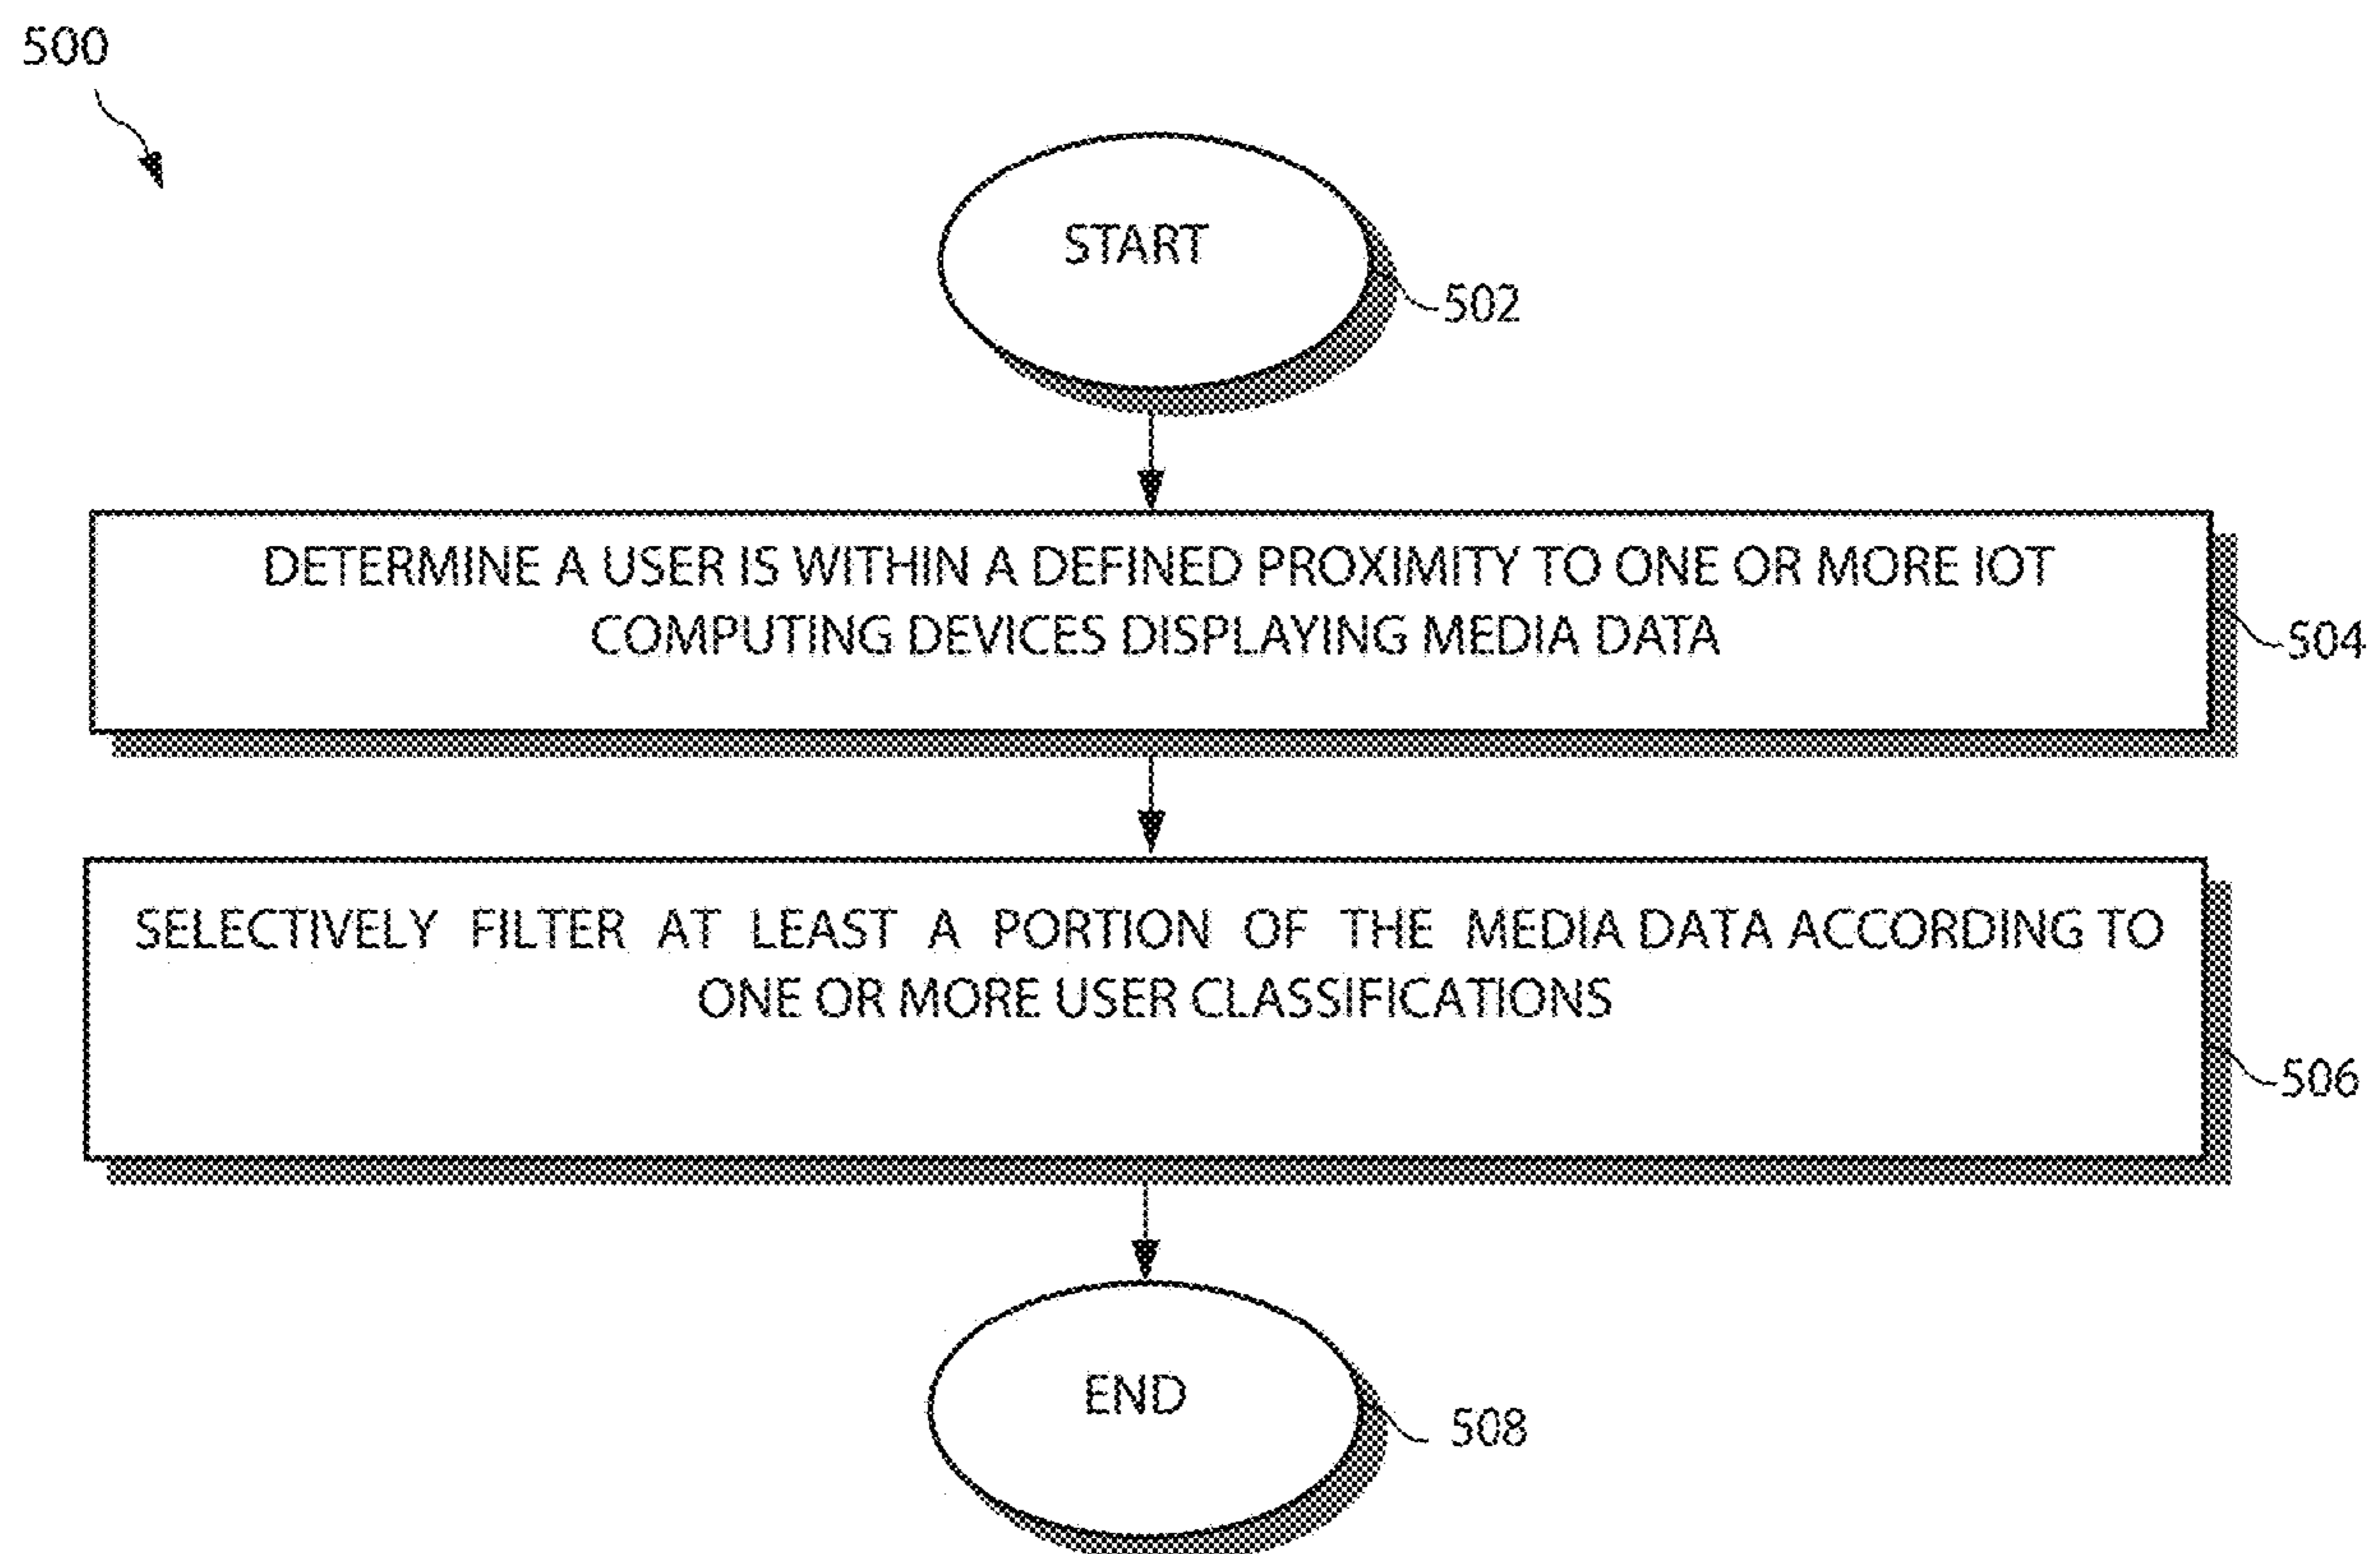 500
START
502
DETERMINE A USER IS WITHIN A DEFINED PROXIMITY TO ONE OR MORE IOT
COMPUTING DEVICES DISPLAYING MEDIA DATA
504
SELECTIVELY FILTER AT LEAST A PORTION OF THE MEDIA DATA ACCORDING TO
ONE OR MORE USER CLASSIFICATIONS
506
END
508